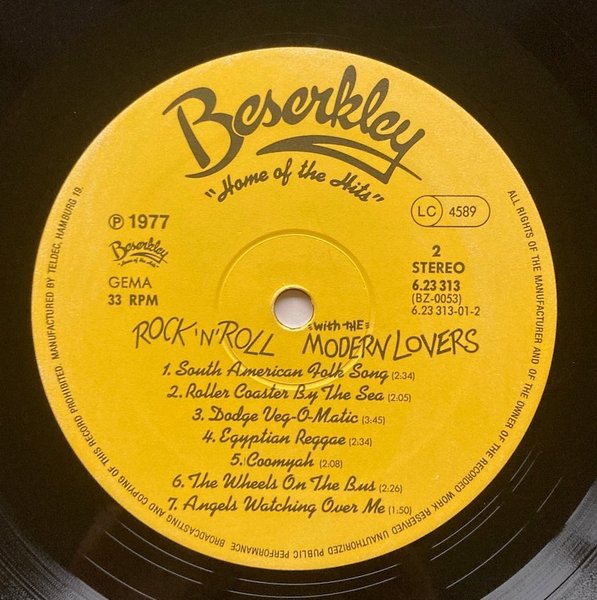 Beserkley
"Home of the Hits"
℗ 1977
Beserkley
"Home of the Hits"
GEMA
33 RPM
LC 4589
2
STEREO
6.23 313
(BZ-0053)
6.23 313-01-2
ROCK 'N' ROLL with the MODERN LOVERS
1. South American Folk Song (2:34)
2. Roller Coaster By The Sea (2:05)
3. Dodge Veg-O-Matic (3:45)
4. Egyptian Reggae (2:34)
5. Coomyah (2:08)
6. The Wheels On The Bus (2:26)
7. Angels Watching Over Me (1:50)
MANUFACTURED BY TELDEC, HAMBURG 19.
ALL RIGHTS OF THE MANUFACTURER AND OF THE OWNER OF THE RECORDED WORK RESERVED UNAUTHORIZED PUBLIC PERFORMANCE, BROADCASTING AND COPYING OF THIS RECORD PROHIBITED.